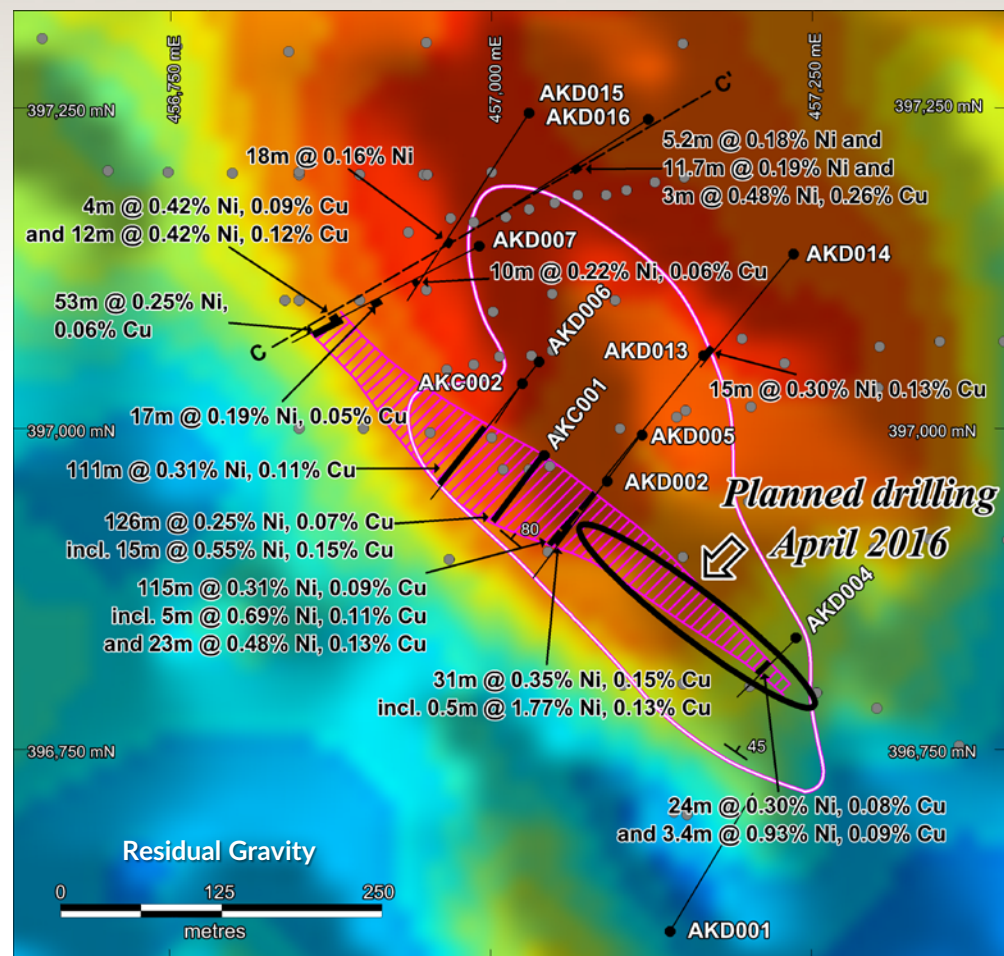 456,750 mE
457,000 mE
457,250 mE
397,250 mN
397,250 mN
C'
AKD015
AKD016
5.2m @ 0.18% Ni and
11.7m @ 0.19% Ni and
3m @ 0.48% Ni, 0.26% Cu
18m @ 0.16% Ni
4m @ 0.42% Ni, 0.09% Cu
and 12m @ 0.42% Ni, 0.12% Cu
AKD007
AKD014
10m @ 0.22% Ni, 0.06% Cu
53m @ 0.25% Ni,
0.06% Cu
C
AKD006
AKD013
AKC002
15m @ 0.30% Ni, 0.13% Cu
17m @ 0.19% Ni, 0.05% Cu
AKC001
397,000 mN
397,000 mN
AKD005
111m @ 0.31% Ni, 0.11% Cu
AKD002
Planned drilling
April 2016
126m @ 0.25% Ni, 0.07% Cu
incl. 15m @ 0.55% Ni, 0.15% Cu
80
115m @ 0.31% Ni, 0.09% Cu
incl. 5m @ 0.69% Ni, 0.11% Cu
and 23m @ 0.48% Ni, 0.13% Cu
AKD004
31m @ 0.35% Ni, 0.15% Cu
incl. 0.5m @ 1.77% Ni, 0.13% Cu
396,750 mN
45
396,750 mN
24m @ 0.30% Ni, 0.08% Cu
and 3.4m @ 0.93% Ni, 0.09% Cu
Residual Gravity
0 125 250
metres
AKD001